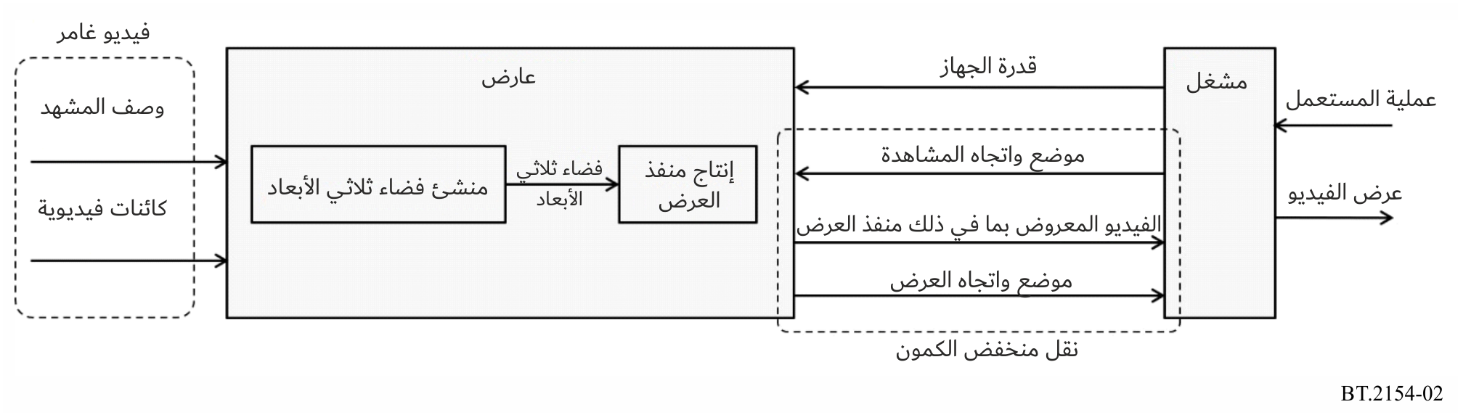 فيديو غامر
وصف المشهد
كائنات فيديوية
عارض
منشئ فضاء ثلاثي الأبعاد
فضاء ثلاثي
الأبعاد
إنتاج منفذ
العرض
قدرة الجهاز
موضع واتجاه المشاهدة
الفيديو المعروض بما في ذلك منفذ العرض
موضع واتجاه العرض
نقل منخفض الكمون
مشغل
عملية المستعمل
عرض الفيديو
BT.2154-02